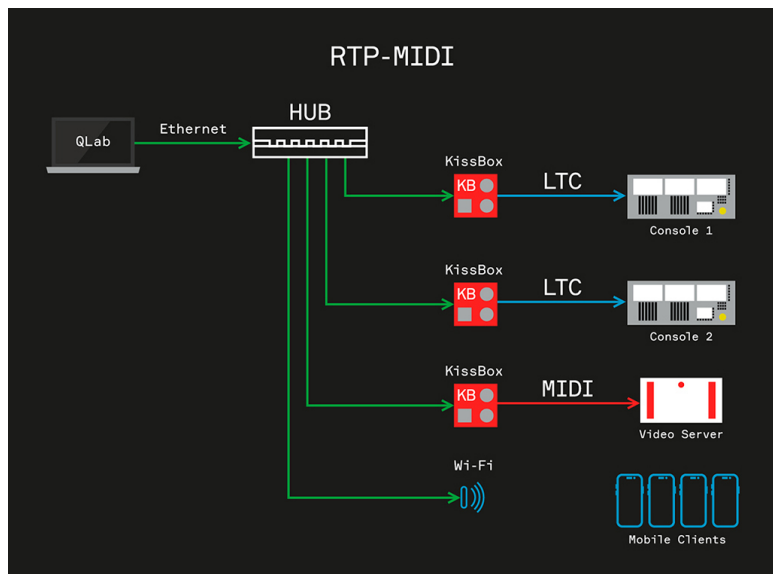 RTP-MIDI
HUB
Ethernet
QLab
KissBox
KB
LTC
Console 1
KissBox
KB
LTC
Console 2
KissBox
KB
MIDI
Video Server
Wi-Fi
Mobile Clients